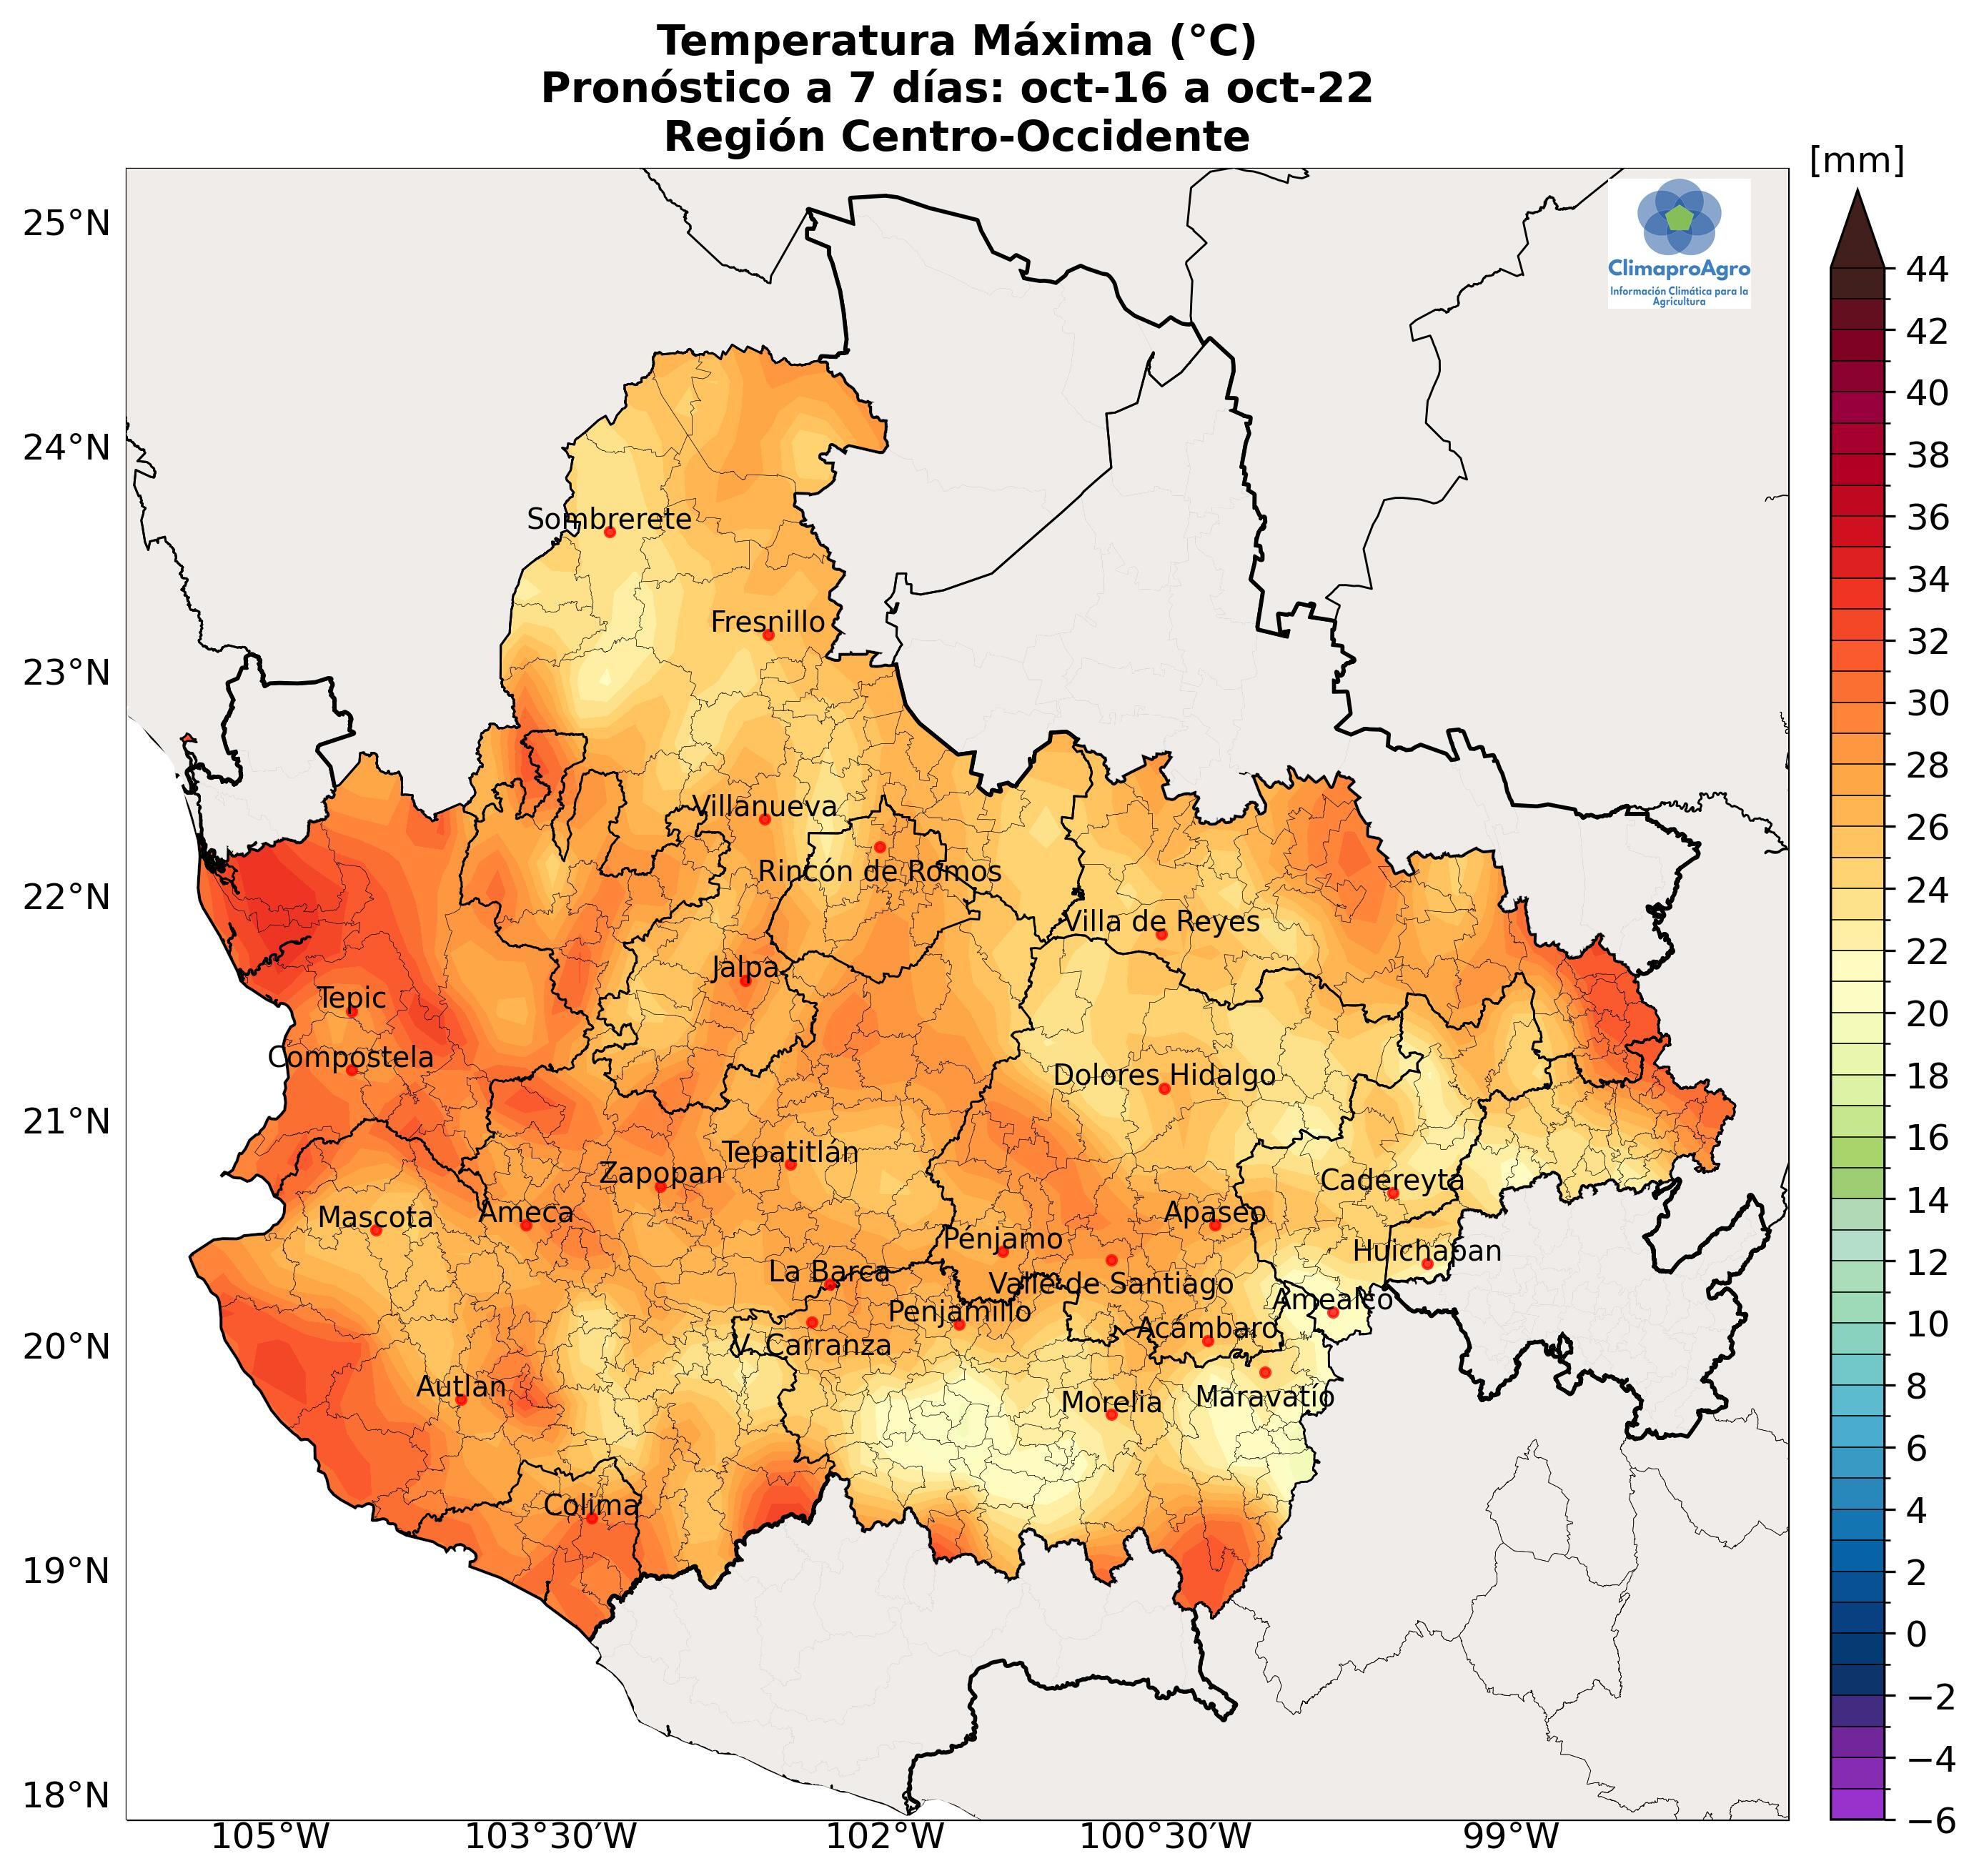 Temperatura Máxima (°C)
Pronóstico a 7 días: oct-16 a oct-22
Región Centro-Occidente
[mm]
ClimaproAgro
Información Climática para la
Agricultura
25°N
24°N
23°N
22°N
21°N
20°N
19°N
18°N
105°W
103°30'W
102°W
100°30'W
99°W
44
42
40
38
36
34
32
30
28
26
24
22
20
18
16
14
12
10
8
6
4
2
0
−2
−4
−6
Sombrerete
Fresnillo
Villanueva
Rincón de Romos
Villa de Reyes
Jalpa
Tepic
Compostela
Dolores Hidalgo
Tepatitlán
Zapopan
Cadereyta
Mascota
Ameca
Apaseo
Pénjamo
Huichapan
La Barca
Valle de Santiago
Amealco
Penjamillo
Acámbaro
V. Carranza
Autlan
Morelia
Maravatío
Colima